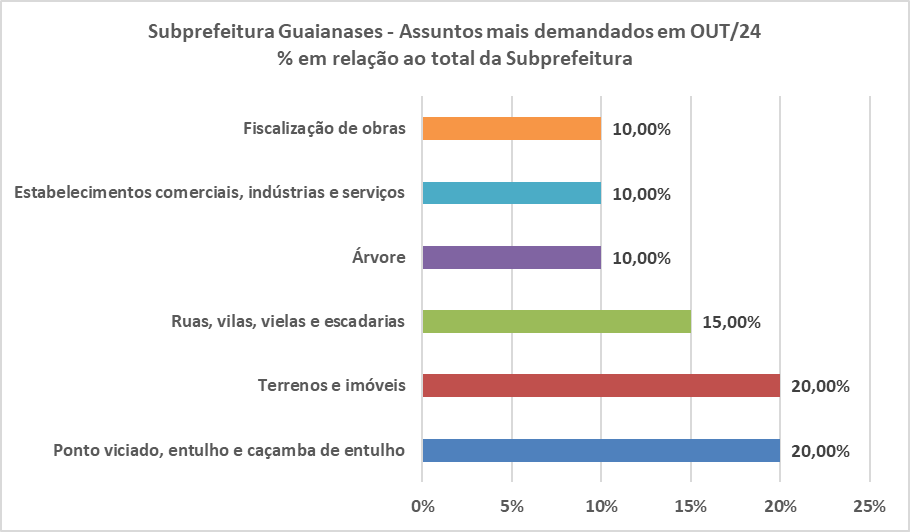 Subprefeitura Guaianases - Assuntos mais demandados em OUT/24
% em relação ao total da Subprefeitura
Fiscalização de obras 10,00%
Estabelecimentos comerciais, indústrias e serviços 10,00%
Árvore 10,00%
Ruas, vilas, vielas e escadarias 15,00%
Terrenos e imóveis 20,00%
Ponto viciado, entulho e caçamba de entulho 20,00%
0% 5% 10% 15% 20% 25%